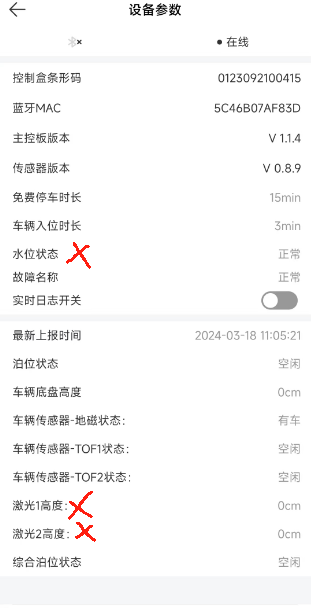 设备参数
在线
控制盒条形码 0123092100415
蓝牙MAC 5C46B07AF83D
主控板版本 V 1.1.4
传感器版本 V 0.8.9
免费停车时长 15min
车辆入位时长 3min
水位状态 正常
故障名称 正常
实时日志开关
最新上报时间 2024-03-18 11:05:21
泊位状态 空闲
车辆底盘高度 0cm
车辆传感器-地磁状态: 有车
车辆传感器-TOF1状态: 空闲
车辆传感器-TOF2状态: 空闲
激光1高度: 0cm
激光2高度: 0cm
综合泊位状态 空闲